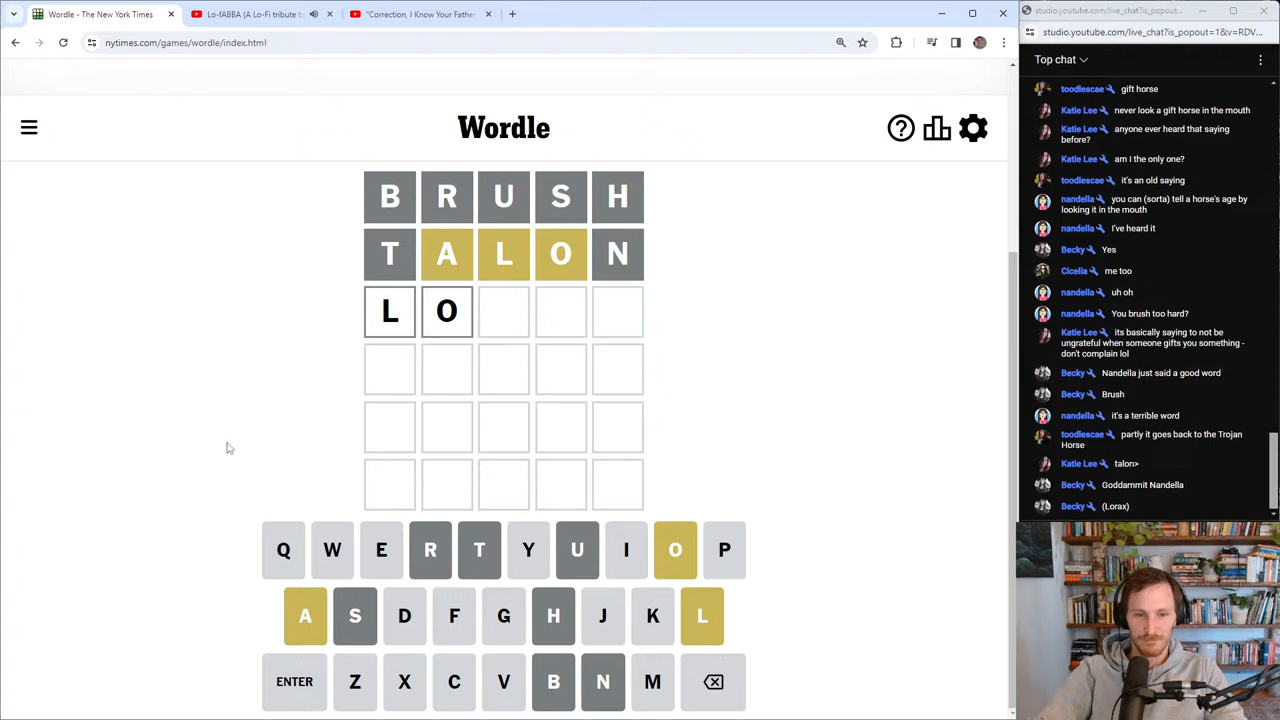 Wordle - The New York Times
Lo-fABBA (A Lo-Fi tribute to
"Correction, I Know Your Father
nytimes.com/games/wordle/index.html
studio.youtube.com/live_chat?is_popout...
studio.youtube.com/live_chat?is_popout=1&v=RDV...
Wordle
Top chat
B R U S H
T A L O N
L O
Q W E R T Y U I O P
A S D F G H J K L
ENTER Z X C V B N M
toodlescae gift horse
Katie Lee never look a gift horse in the mouth
Katie Lee anyone ever heard that saying
before?
Katie Lee am I the only one?
toodlescae it's an old saying
nandella you can (sorta) tell a horse's age by
looking it in the mouth
nandella I've heard it
Becky Yes
Cicelia me too
nandella uh oh
nandella You brush too hard?
Katie Lee its basically saying to not be
ungrateful when someone gifts you something -
don't complain lol
Becky Nandella just said a good word
Becky Brush
nandella it's a terrible word
toodlescae partly it goes back to the Trojan
Horse
Katie Lee talon>
Becky Goddammit Nandella
Becky (Lorax)